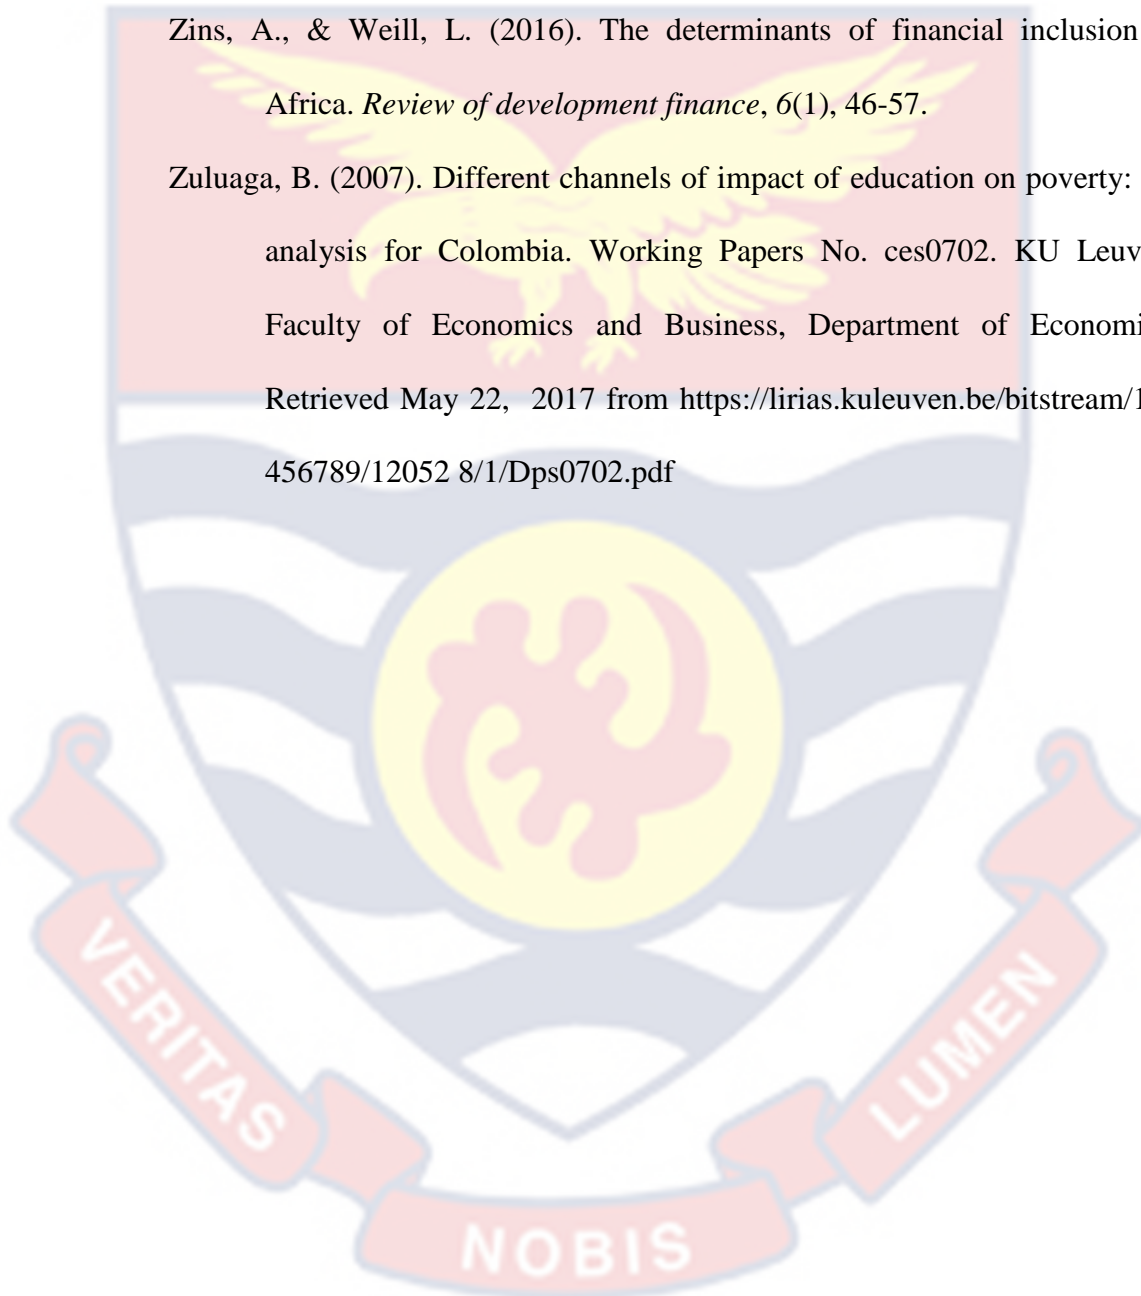 Zins, A., & Weill, L. (2016). The determinants of financial inclusion
Africa. Review of development finance, 6(1), 46-57.
Zuluaga, B. (2007). Different channels of impact of education on poverty:
analysis for Colombia. Working Papers No. ces0702. KU Leuv
Faculty of Economics and Business, Department of Economi
Retrieved May 22, 2017 from https://lirias.kuleuven.be/bitstream/1
456789/12052 8/1/Dps0702.pdf
VERITAS
NOBIS
LUMEN